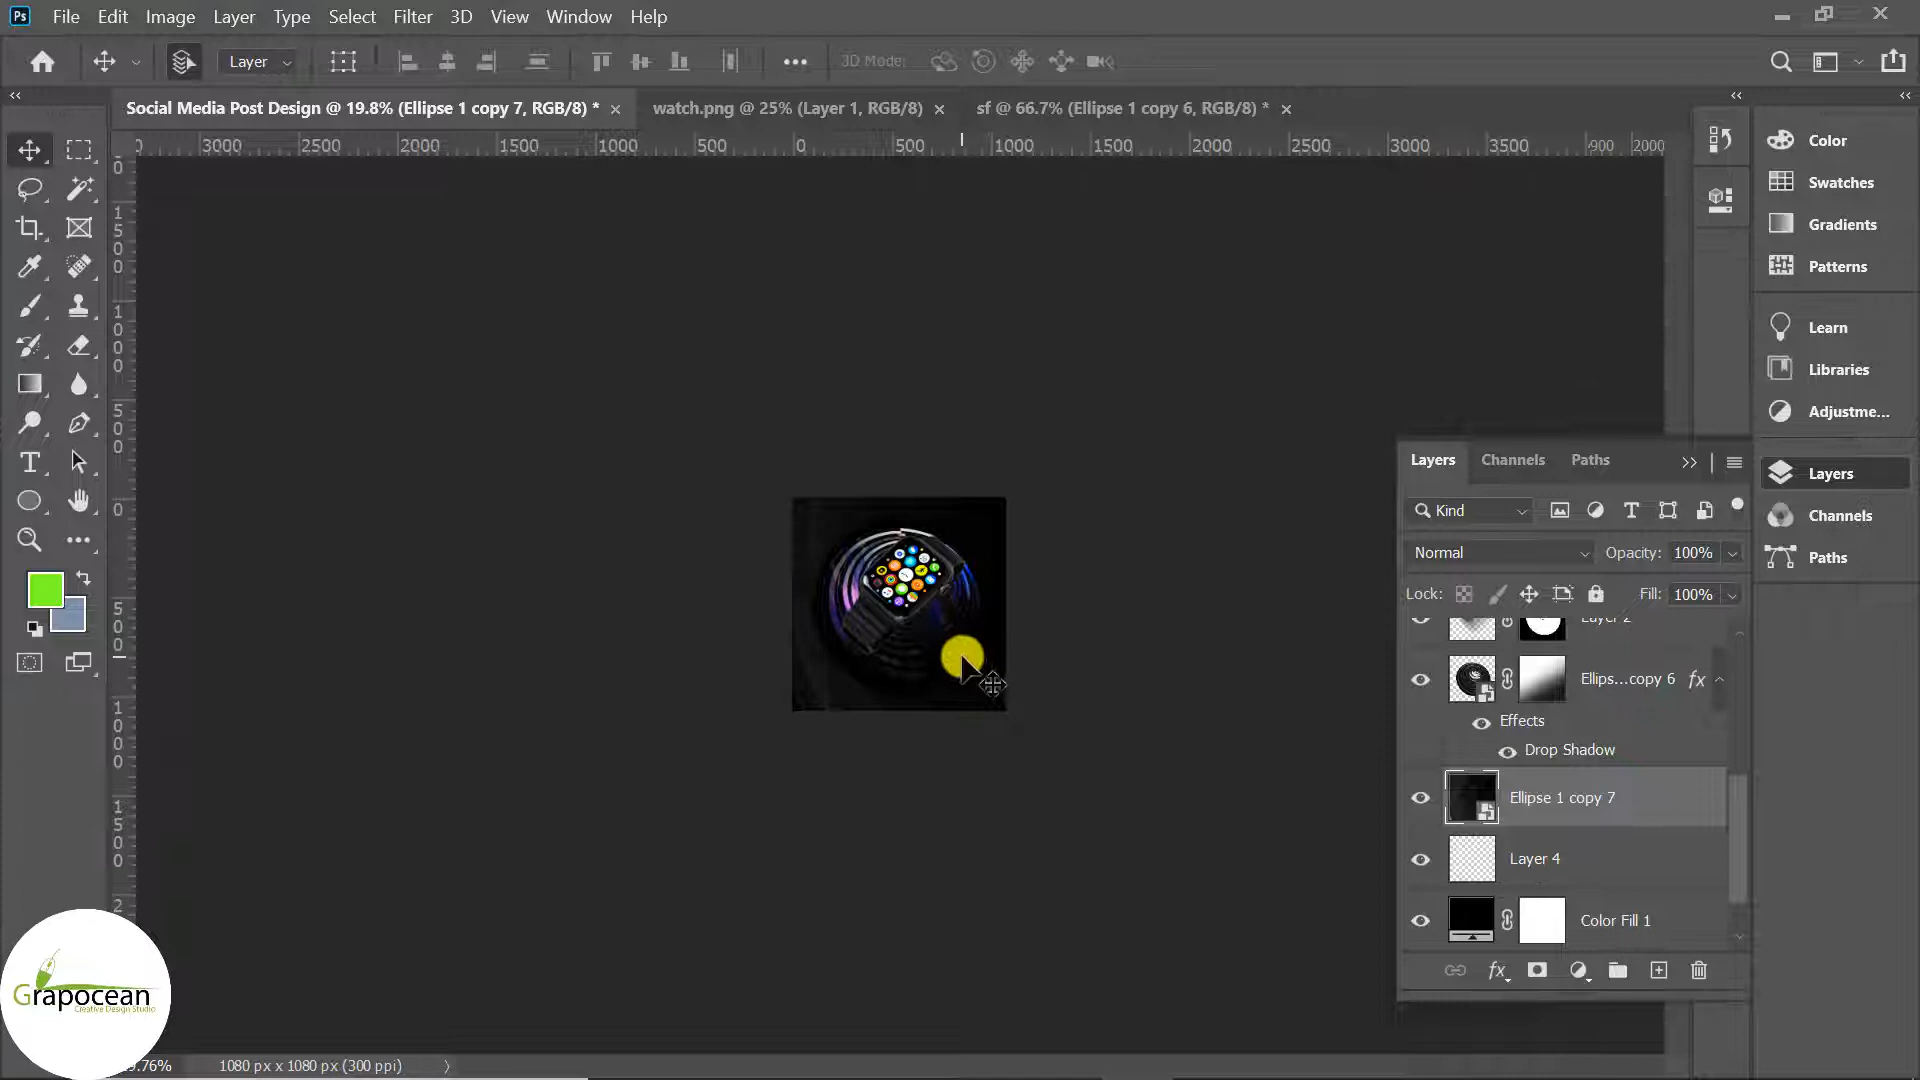 Ps File Edit Image Layer Select Type Filter 3D View Window Help
Layer 3D Mode:
Social Media Post Design @ 19.8% (Ellipse 1 copy 7, RGB/8) * × watch.png @ 25% (Layer 1, RGB/8) × sf @ 66.7% (Ellipse 1 copy 6, RGB/8) * ×
3000 2500 2000 1500 1000 500 0 500 1000 1500 2000 2500 3000 3500
Color
Swatches
Gradients
Patterns
Learn
Libraries
Adjustme...
Layers
Channels
Paths
Layers Channels Paths
Kind
Normal Opacity: 100%
Lock: Fill: 100%
Layer 2
Ellips...copy 6 fx
Effects
Drop Shadow
Ellipse 1 copy 7
Layer 4
Color Fill 1
fx
Grapocean
Creative Design Studio
1080 px x 1080 px (300 ppi)